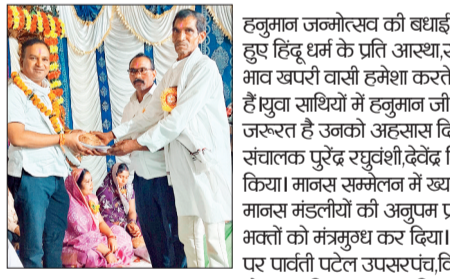 हनुमान जन्मोत्सव की बधाई
हुए हिंदू धर्म के प्रति आस्था,
भाव खपरी वासी हमेशा करते
हैं।युवा साथियों में हनुमान जी
जरूरत है उनको अहसास
संचालक पुरेंद्र रघुवंशी,देवेंद्र
किया। मानस सम्मेलन में
मानस मंडलीयों की अनुपम
भक्तों को मंत्रमुग्ध कर दिया।
पर पार्वती पटेल उपसरपंच,